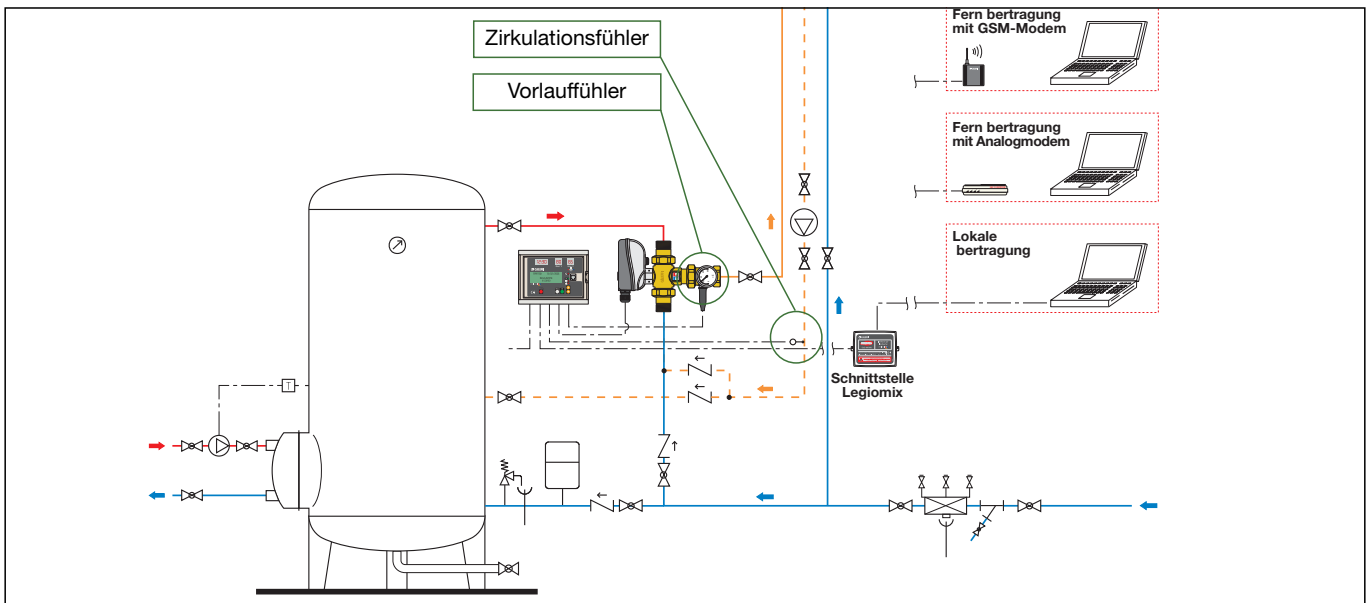 Zirkulationsfühler
Vorlauffühler
Fern bertragung
mit GSM-Modem
Fern bertragung
mit Analogmodem
Lokale
bertragung
Schnittstelle
Legiomix
T